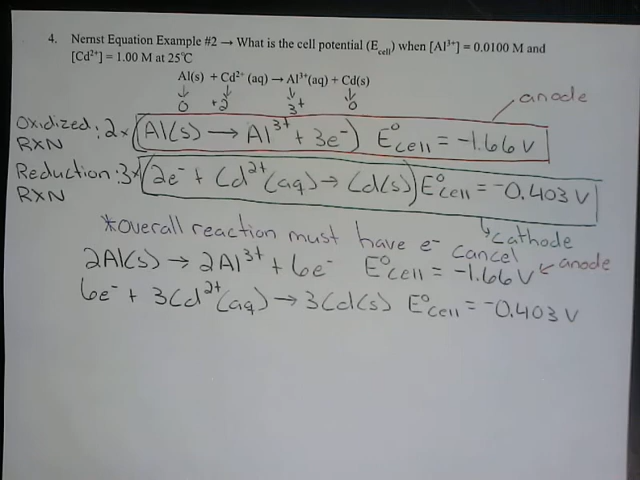 4. Nernst Equation Example #2 → What is the cell potential (E_cell) when [Al³⁺] = 0.0100 M and
[Cd²⁺] = 1.00 M at 25°C
Al(s) + Cd²⁺ (aq) → Al³⁺(aq) + Cd(s)
0 +2 3+ 0
anode
Oxidized: 2x (Al(s) → Al³⁺ + 3e⁻) E°cell = -1.66 V
RXN
Reduction: 3x (2e⁻ + Cd²⁺(aq) → Cd(s)) E°cell = -0.403 V
RXN
cathode
*overall reaction must have e⁻ cancel
2Al(s) → 2Al³⁺ + 6e⁻ E°cell = -1.66 V ← anode
6e⁻ + 3Cd²⁺(aq) → 3Cd(s) E°cell = -0.403 V